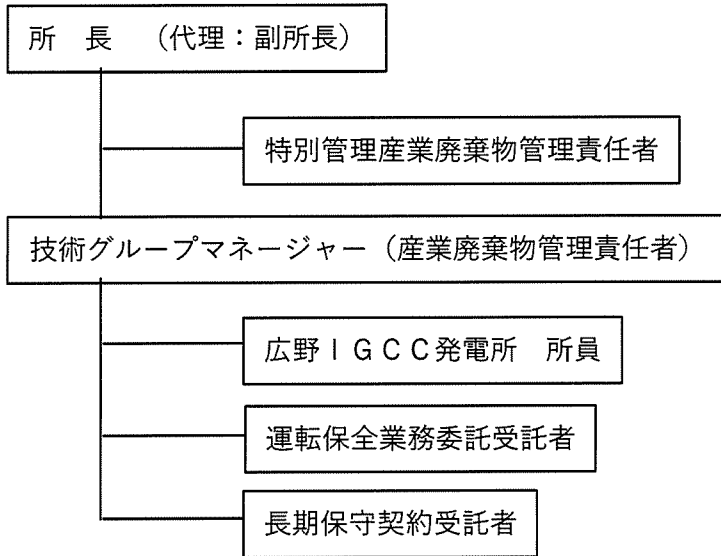 所　長　（代理：副所長）
特別管理産業廃棄物管理責任者
技術グループマネージャー（産業廃棄物管理責任者）
広野ＩＧＣＣ発電所　所員
運転保全業務委託受託者
長期保守契約受託者